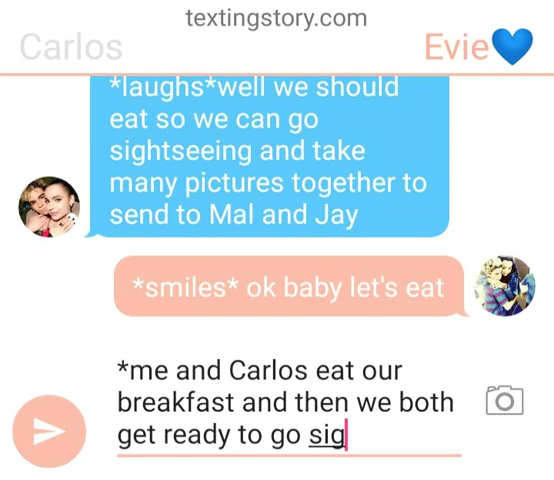 textingstory.com
Carlos
Evie💙
*laughs*well we should
eat so we can go
sightseeing and take
many pictures together to
send to Mal and Jay
*smiles* ok baby let's eat
*me and Carlos eat our
breakfast and then we both
get ready to go sig